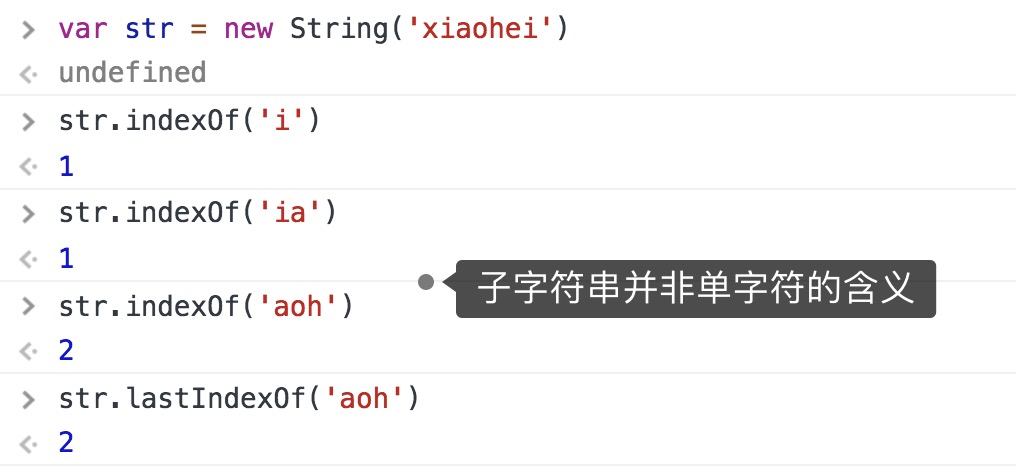 var str = new String('xiaohei')
undefined
str.indexOf('i')
1
str.indexOf('ia')
1
子字符串并非单字符的含义
str.indexOf('aoh')
2
str.lastIndexOf('aoh')
2